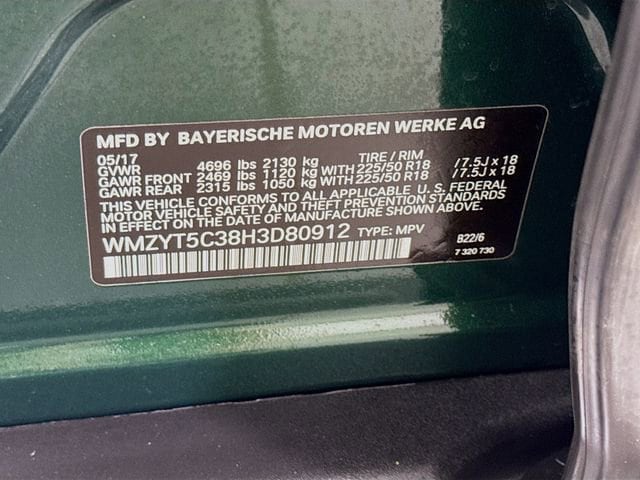 MFD BY BAYERISCHE MOTOREN WERKE AG
05/17
GVWR 4696 lbs 2130 kg TIRE / RIM
GAWR FRONT 2469 lbs 1120 kg WITH 225/50 R18 / 7.5J x 18
GAWR REAR 2315 lbs 1050 kg WITH 225/50 R18 / 7.5J x 18
THIS VEHICLE CONFORMS TO ALL APPLICABLE U.S. FEDERAL
MOTOR VEHICLE SAFETY AND THEFT PREVENTION STANDARDS
IN EFFECT ON THE DATE OF MANUFACTURE SHOWN ABOVE.
WMZYT5C38H3D80912 TYPE: MPV B22/6
7 320 730